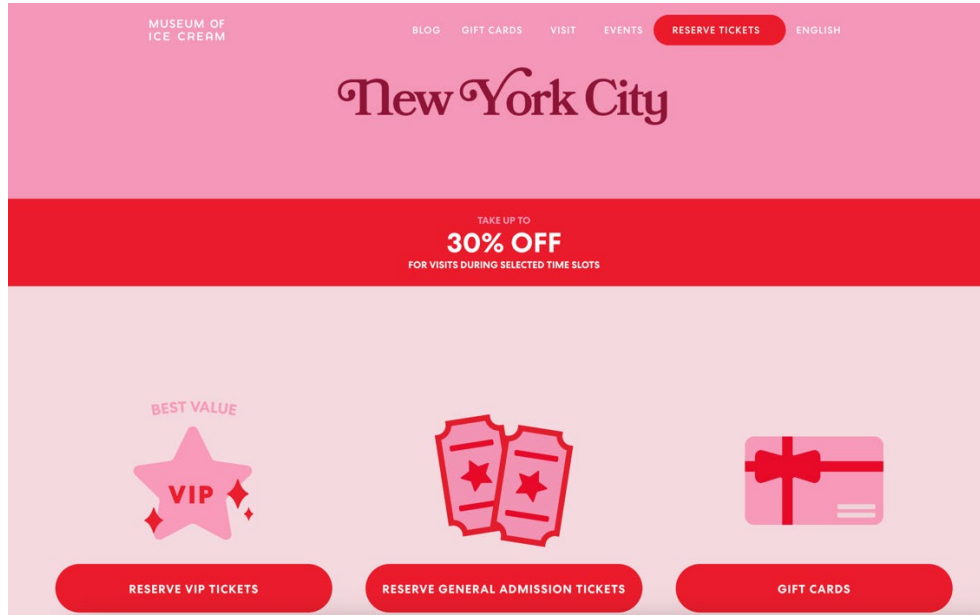 MUSEUM OF
ICE CREAM
BLOG GIFT CARDS VISIT EVENTS RESERVE TICKETS ENGLISH
New York City
TAKE UP TO
30% OFF
FOR VISITS DURING SELECTED TIME SLOTS
BEST VALUE
VIP
RESERVE VIP TICKETS
RESERVE GENERAL ADMISSION TICKETS
GIFT CARDS